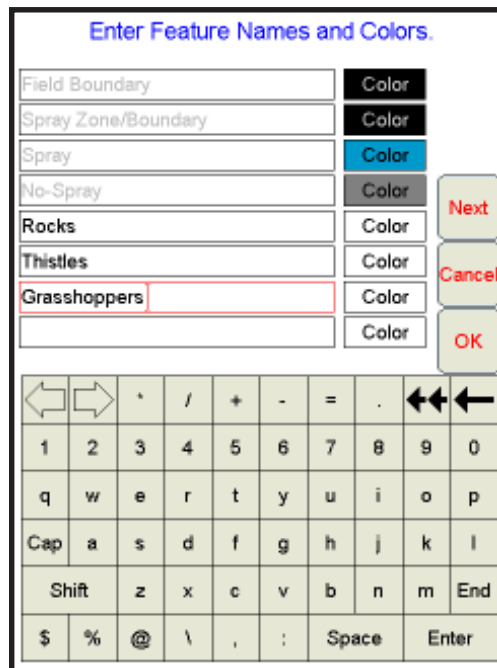 Enter Feature Names and Colors.
Field Boundary Color
Spray Zone/Boundary Color
Spray Color
No-Spray Color
Next
Rocks Color
Thistles Color
Cancel
Grasshoppers Color
Color
OK
* / + - = .
1 2 3 4 5 6 7 8 9 0
q w e r t y u i o p
Cap a s d f g h j k l
Shift z x c v b n m End
$ % @ \ , : Space Enter